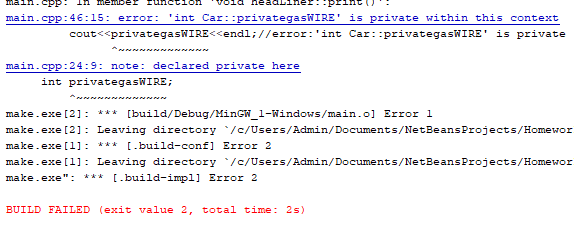 main.cpp: In member function 'void headLiner::print()':
main.cpp:46:15: error: 'int Car::privategasWIRE' is private within this context
cout<<privategasWIRE<<endl;//error:'int Car::privategasWIRE' is private
^~~~~~~~~~~~~~
main.cpp:24:9: note: declared private here
int privategasWIRE;
^~~~~~~~~~~~~~
make.exe[2]: *** [build/Debug/MinGW_1-Windows/main.o] Error 1
make.exe[2]: Leaving directory `/c/Users/Admin/Documents/NetBeansProjects/Homewor
make.exe[1]: *** [.build-conf] Error 2
make.exe[1]: Leaving directory `/c/Users/Admin/Documents/NetBeansProjects/Homewor
make.exe": *** [.build-impl] Error 2
BUILD FAILED (exit value 2, total time: 2s)